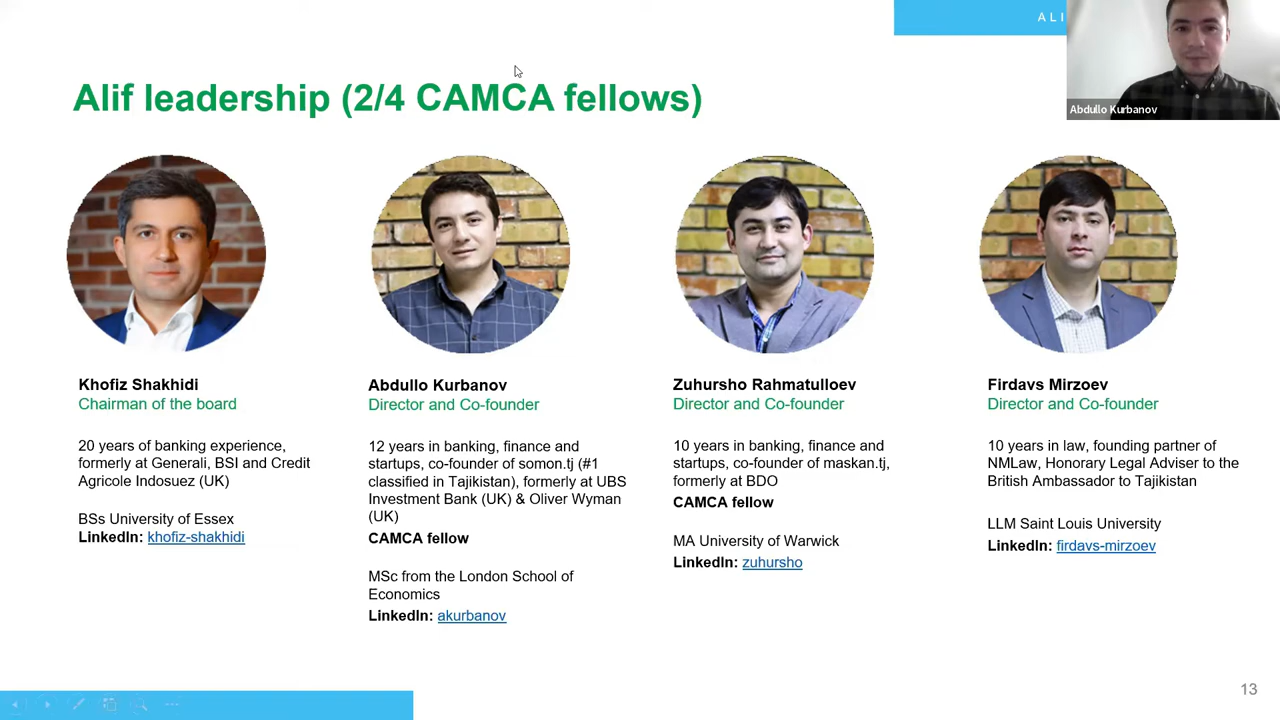 ALI
Abdullo Kurbanov
Alif leadership (2/4 CAMCA fellows)
Khofiz Shakhidi
Chairman of the board
20 years of banking experience,
formerly at Generali, BSI and Credit
Agricole Indosuez (UK)
BSs University of Essex
LinkedIn: khofiz-shakhidi
Abdullo Kurbanov
Director and Co-founder
12 years in banking, finance and
startups, co-founder of somon.tj (#1
classified in Tajikistan), formerly at UBS
Investment Bank (UK) & Oliver Wyman
(UK)
CAMCA fellow
MSc from the London School of
Economics
LinkedIn: akurbanov
Zuhursho Rahmatulloev
Director and Co-founder
10 years in banking, finance and
startups, co-founder of maskan.tj,
formerly at BDO
CAMCA fellow
MA University of Warwick
LinkedIn: zuhursho
Firdavs Mirzoev
Director and Co-founder
10 years in law, founding partner of
NMLaw, Honorary Legal Adviser to the
British Ambassador to Tajikistan
LLM Saint Louis University
LinkedIn: firdavs-mirzoev
13